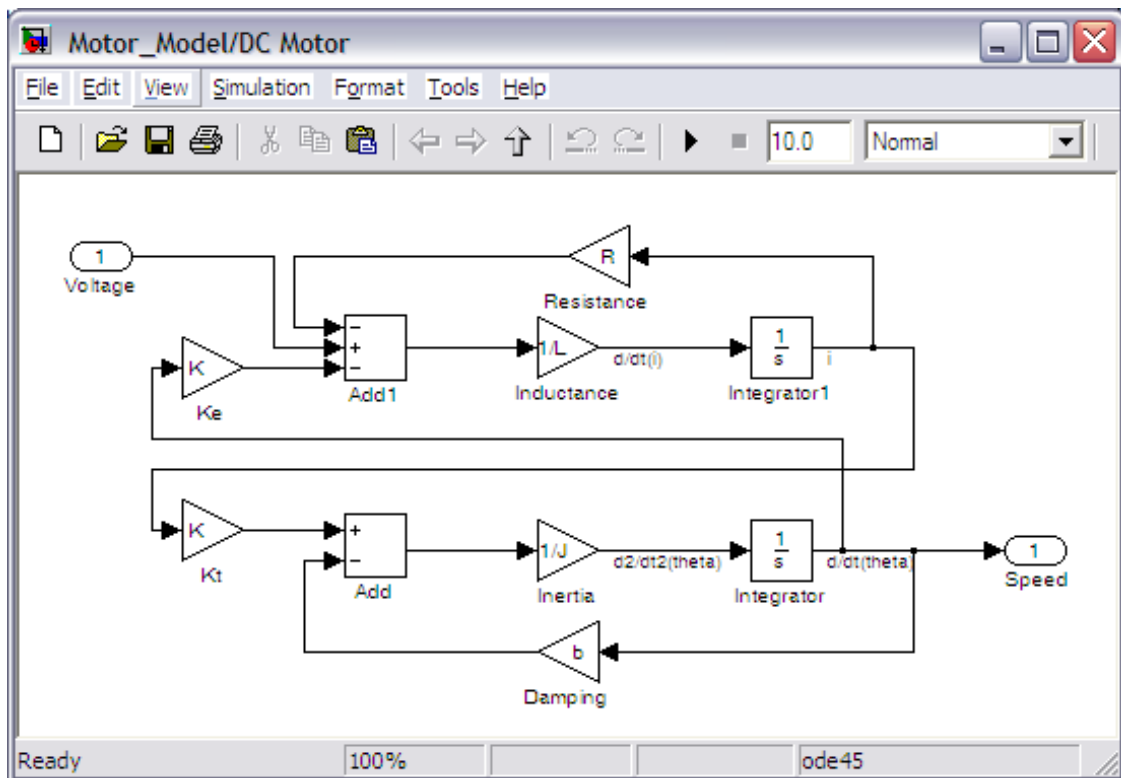 Motor_Model/DC Motor
File Edit View Simulation Format Tools Help
10.0 Normal
1
Voltage
R
Resistance
−
+
−
Add1
K
Ke
1/L
Inductance
d/dt(i)
1
s
Integrator1
i
K
Kt
+
−
Add
1/J
Inertia
d2/dt2(theta)
1
s
Integrator
d/dt(theta)
1
Speed
b
Damping
Ready 100% ode45